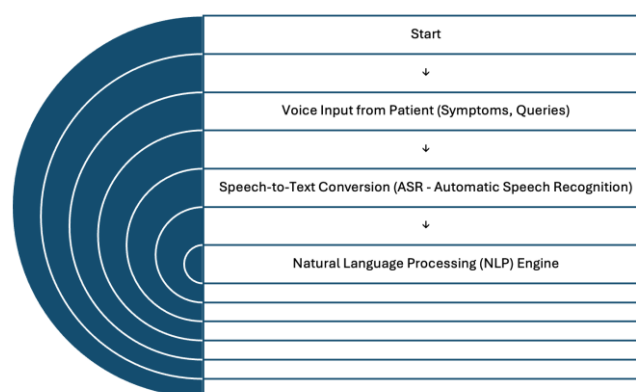 Start
↓
Voice Input from Patient (Symptoms, Queries)
↓
Speech-to-Text Conversion (ASR - Automatic Speech Recognition)
↓
Natural Language Processing (NLP) Engine